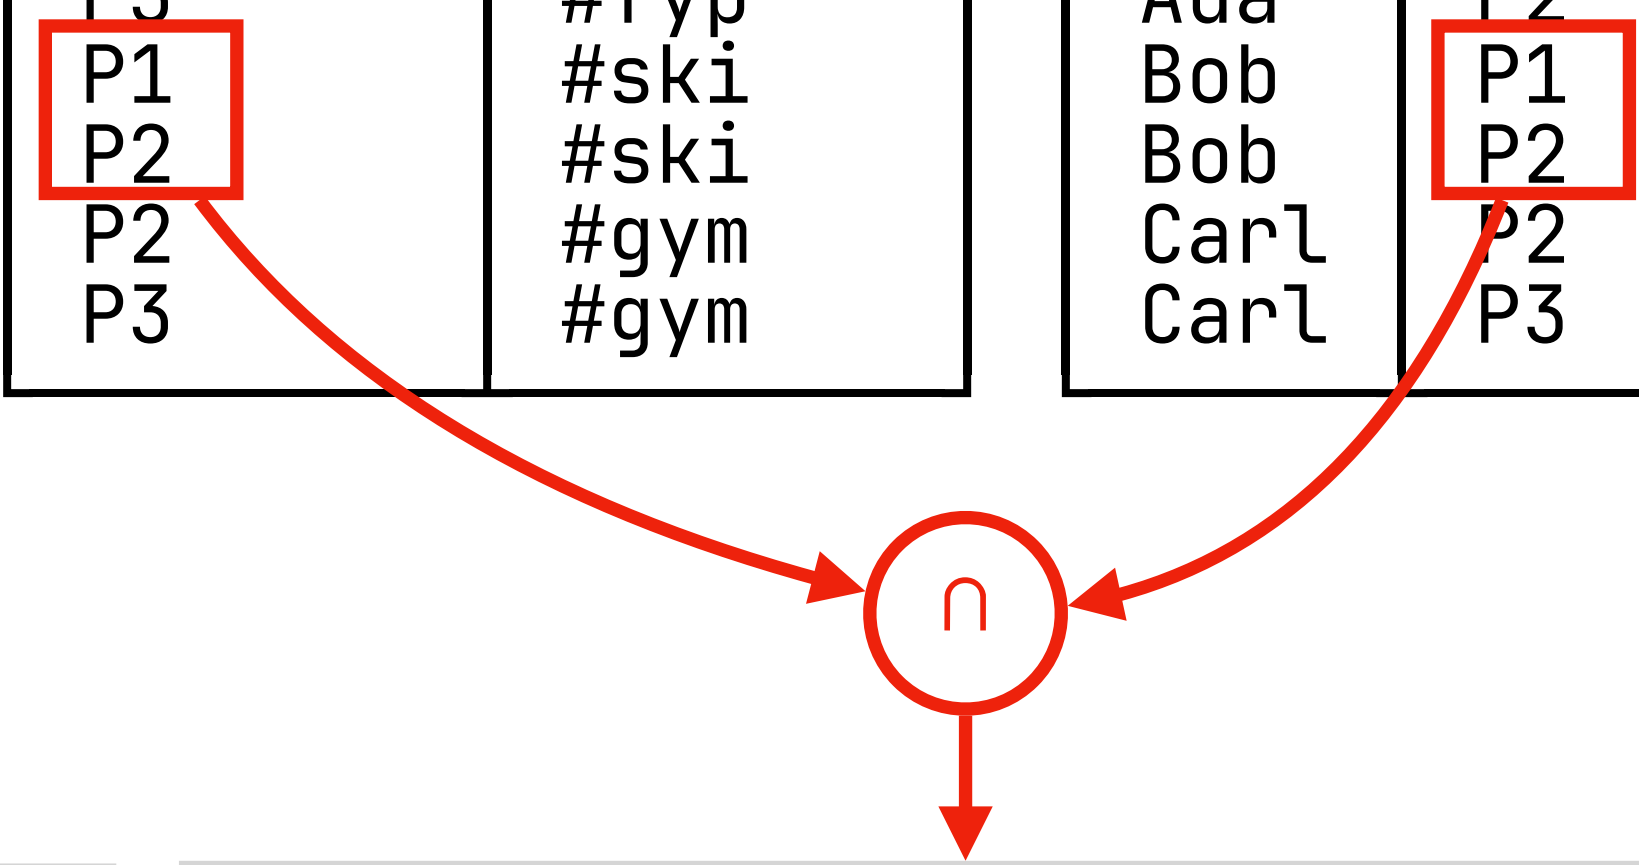 P1 #ski Bob P1
P2 #ski Bob P2
P2 #gym Carl P2
P3 #gym Carl P3
∩